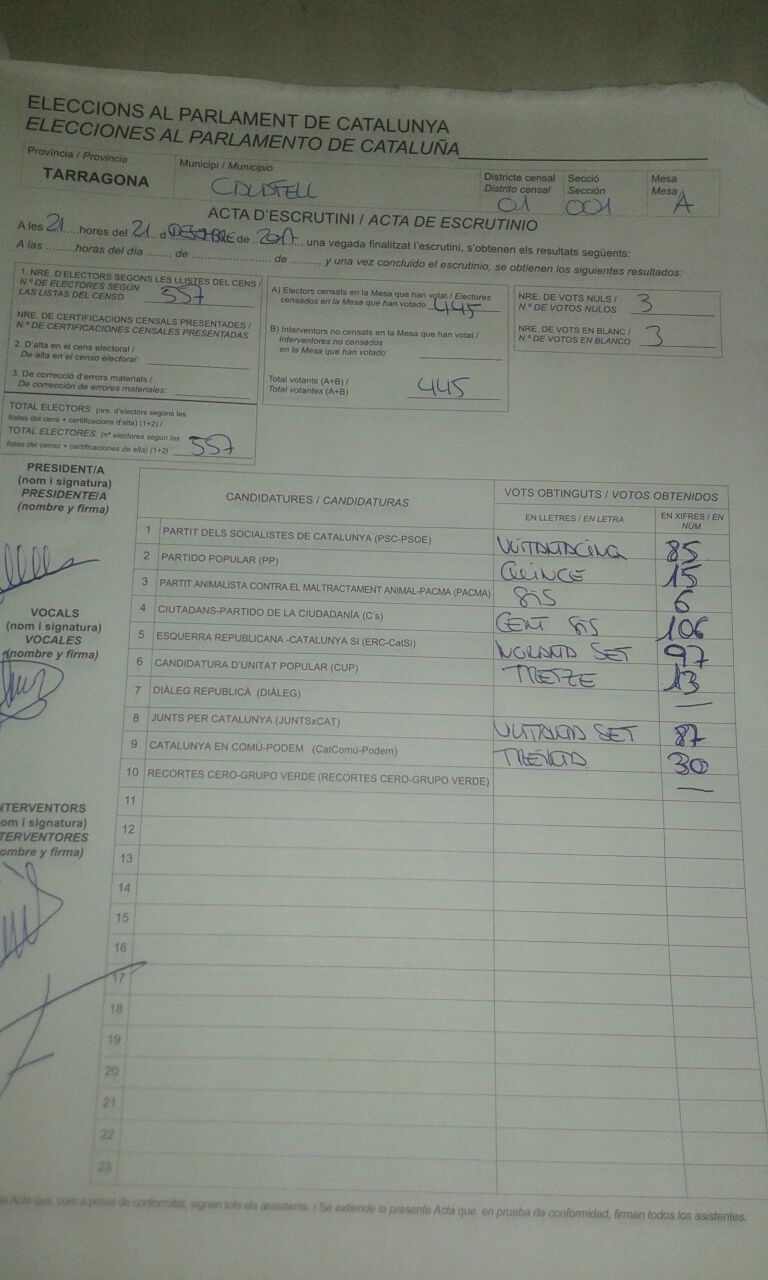 ELECCIONS AL PARLAMENT DE CATALUNYA
ELECCIONES AL PARLAMENTO DE CATALUÑA
Província / Provincia
TARRAGONA
Municipi / Municipio
Districte censal
Distrito censal
01
Secció
Sección
001
Mesa
Mesa
A
ACTA D'ESCRUTINI / ACTA DE ESCRUTINIO
A les 21 hores del 21 d de 2017, una vegada finalitzat l'escrutini, s'obtenen els resultats següents:
A las ......... horas del día ....... de .................... de ........, y una vez concluido el escrutinio, se obtienen los siguientes resultados:
1. NRE. D'ELECTORS SEGONS LES LLISTES DEL CENS /
N.º DE ELECTORES SEGÚN
LAS LISTAS DEL CENSO
557
NRE. DE CERTIFICACIONS CENSALS PRESENTADES /
N.º DE CERTIFICACIONES CENSALES PRESENTADAS
2. D'alta en el cens electoral /
De alta en el censo electoral:
3. De correcció d'errors materials /
De corrección de errores materiales:
TOTAL ELECTORS: (nre. d'electors segons les
llistes del cens + certificacions d'alta) (1+2) /
TOTAL ELECTORES: (nº electores según las
listas del censo + certificaciones de alta) (1+2)
557
A) Electors censats en la Mesa que han votat / Electores
censados en la Mesa que han votado 445
B) Interventors no censats en la Mesa que han votat /
Interventores no censados
en la Mesa que han votado
Total votants (A+B) /
Total votantes (A+B)
445
NRE. DE VOTS NULS /
N.º DE VOTOS NULOS
3
NRE. DE VOTS EN BLANC /
N.º DE VOTOS EN BLANCO
3
PRESIDENT/A
(nom i signatura)
PRESIDENTE/A
(nombre y firma)
VOCALS
(nom i signatura)
VOCALES
(nombre y firma)
INTERVENTORS
(nom i signatura)
INTERVENTORES
(nombre y firma)
CANDIDATURES / CANDIDATURAS
VOTS OBTINGUTS / VOTOS OBTENIDOS
EN LLETRES / EN LETRA
EN XIFRES / EN NÚM.
1 PARTIT DELS SOCIALISTES DE CATALUNYA (PSC-PSOE) VUITANTACINC 85
2 PARTIDO POPULAR (PP) QUINCE 15
3 PARTIT ANIMALISTA CONTRA EL MALTRACTAMENT ANIMAL-PACMA (PACMA) SIS 6
4 CIUTADANS-PARTIDO DE LA CIUDADANÍA (C's) CENT SIS 106
5 ESQUERRA REPUBLICANA -CATALUNYA SI (ERC-CatSí) NORANTA SET 97
6 CANDIDATURA D'UNITAT POPULAR (CUP) TRETZE 13
7 DIÀLEG REPUBLICÀ (DIÀLEG) —
8 JUNTS PER CATALUNYA (JUNTSxCAT) VUITANTA SET 87
9 CATALUNYA EN COMÚ-PODEM (CatComú-Podem) TRENTA 30
10 RECORTES CERO-GRUPO VERDE (RECORTES CERO-GRUPO VERDE) —
11
12
13
14
15
16
17
18
19
20
21
22
23
Acta que, com a prova de conformitat, signen tots els assistents. / Se extiende la presente Acta que, en prueba de conformidad, firman todos los asistentes.